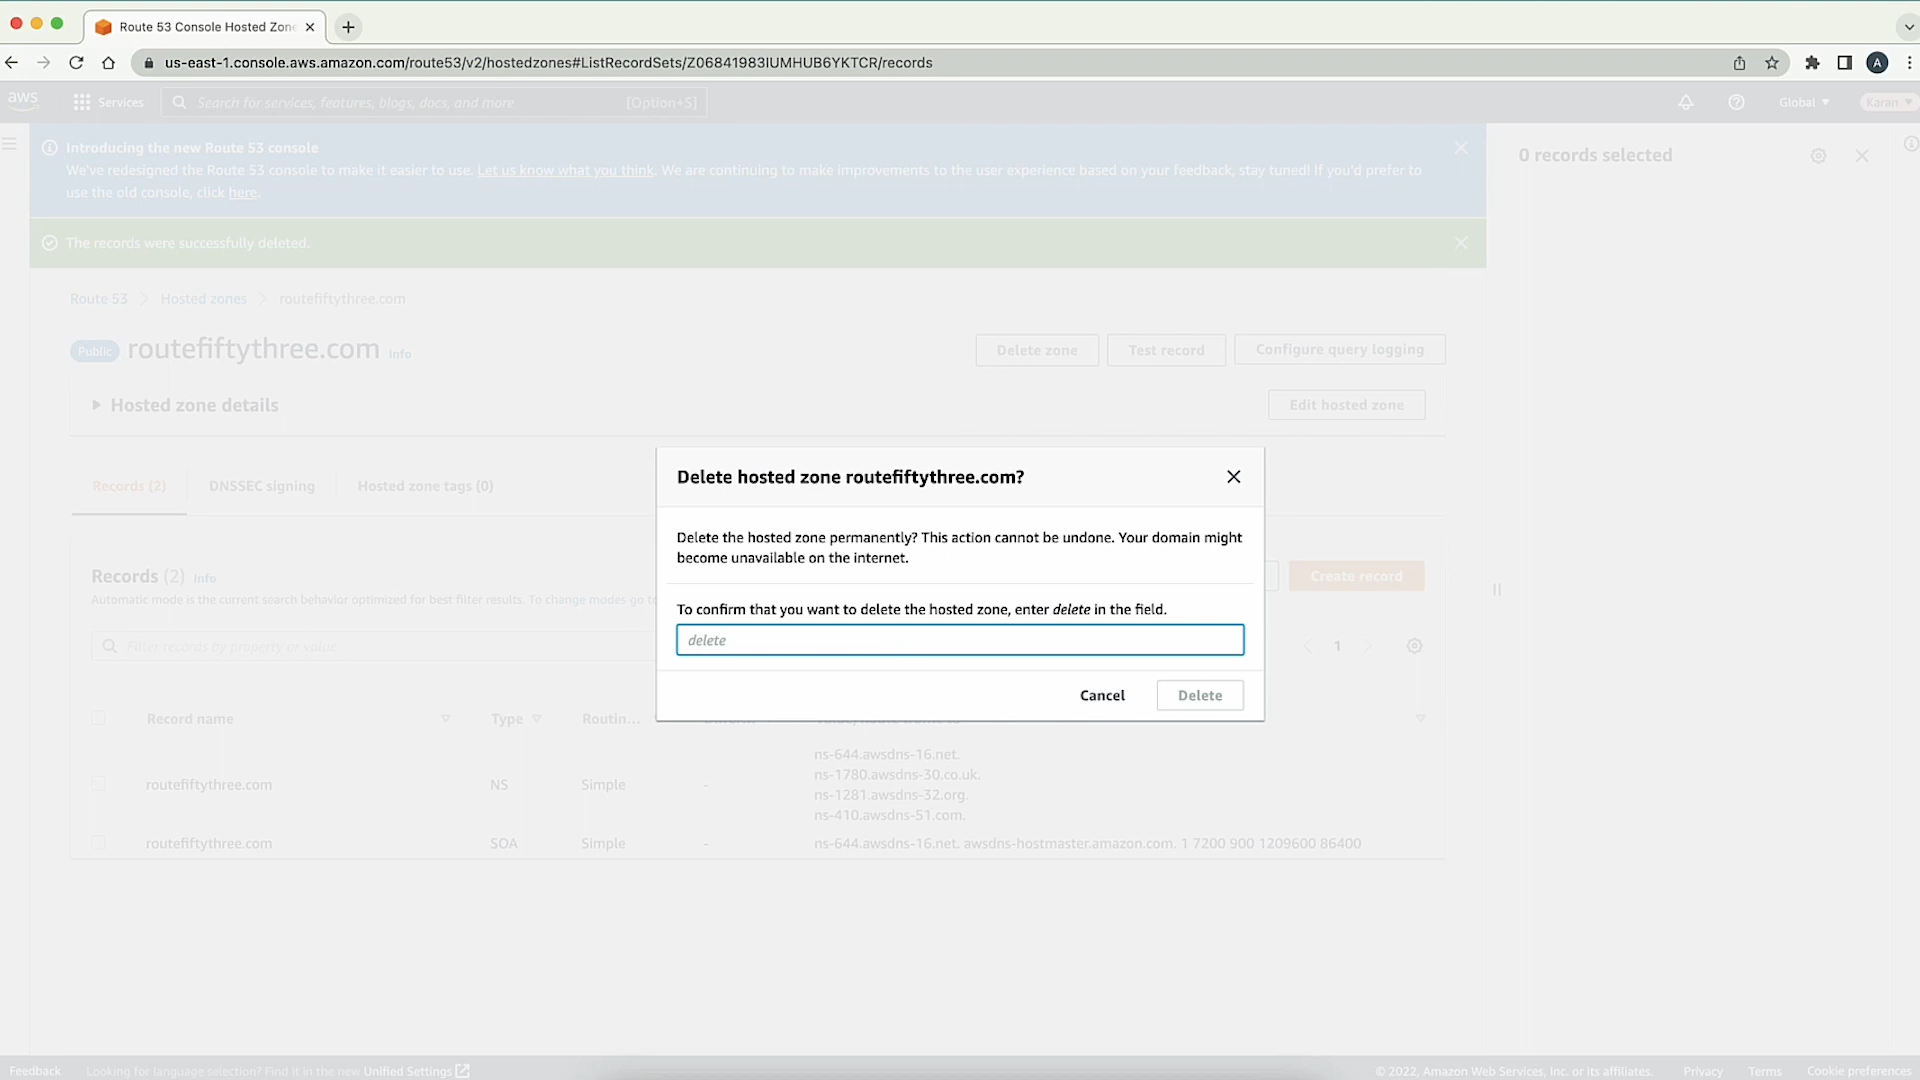 Route 53 Console Hosted Zon
us-east-1.console.aws.amazon.com/route53/v2/hostedzones#ListRecordSets/Z06841983IUMHUB6YKTCR/records
A
aws
Services
Search for services, features, blogs, docs, and more
[Option+S]
Global
Karan
Introducing the new Route 53 console
We've redesigned the Route 53 console to make it easier to use. Let us know what you think. We are continuing to make improvements to the user experience based on your feedback, stay tuned! If you'd prefer to
use the old console, click here.
0 records selected
The records were successfully deleted.
Route 53
Hosted zones
routefiftythree.com
Public
routefiftythree.com
Info
Delete zone
Test record
Configure query logging
Hosted zone details
Edit hosted zone
Records (2)
DNSSEC signing
Hosted zone tags (0)
Delete hosted zone routefiftythree.com?
Delete the hosted zone permanently? This action cannot be undone. Your domain might
become unavailable on the internet.
To confirm that you want to delete the hosted zone, enter delete in the field.
delete
Cancel
Delete
Records (2)
Info
Automatic mode is the current search behavior optimized for best filter results. To change modes go to
Create record
Filter records by property or value
1
Record name
Type
Routin...
routefiftythree.com
NS
Simple
-
ns-644.awsdns-16.net.
ns-1780.awsdns-30.co.uk.
ns-1281.awsdns-32.org.
ns-410.awsdns-51.com.
routefiftythree.com
SOA
Simple
-
ns-644.awsdns-16.net. awsdns-hostmaster.amazon.com. 1 7200 900 1209600 86400
Feedback
Looking for language selection? Find it in the new Unified Settings
© 2022, Amazon Web Services, Inc. or its affiliates.
Privacy
Terms
Cookie preferences